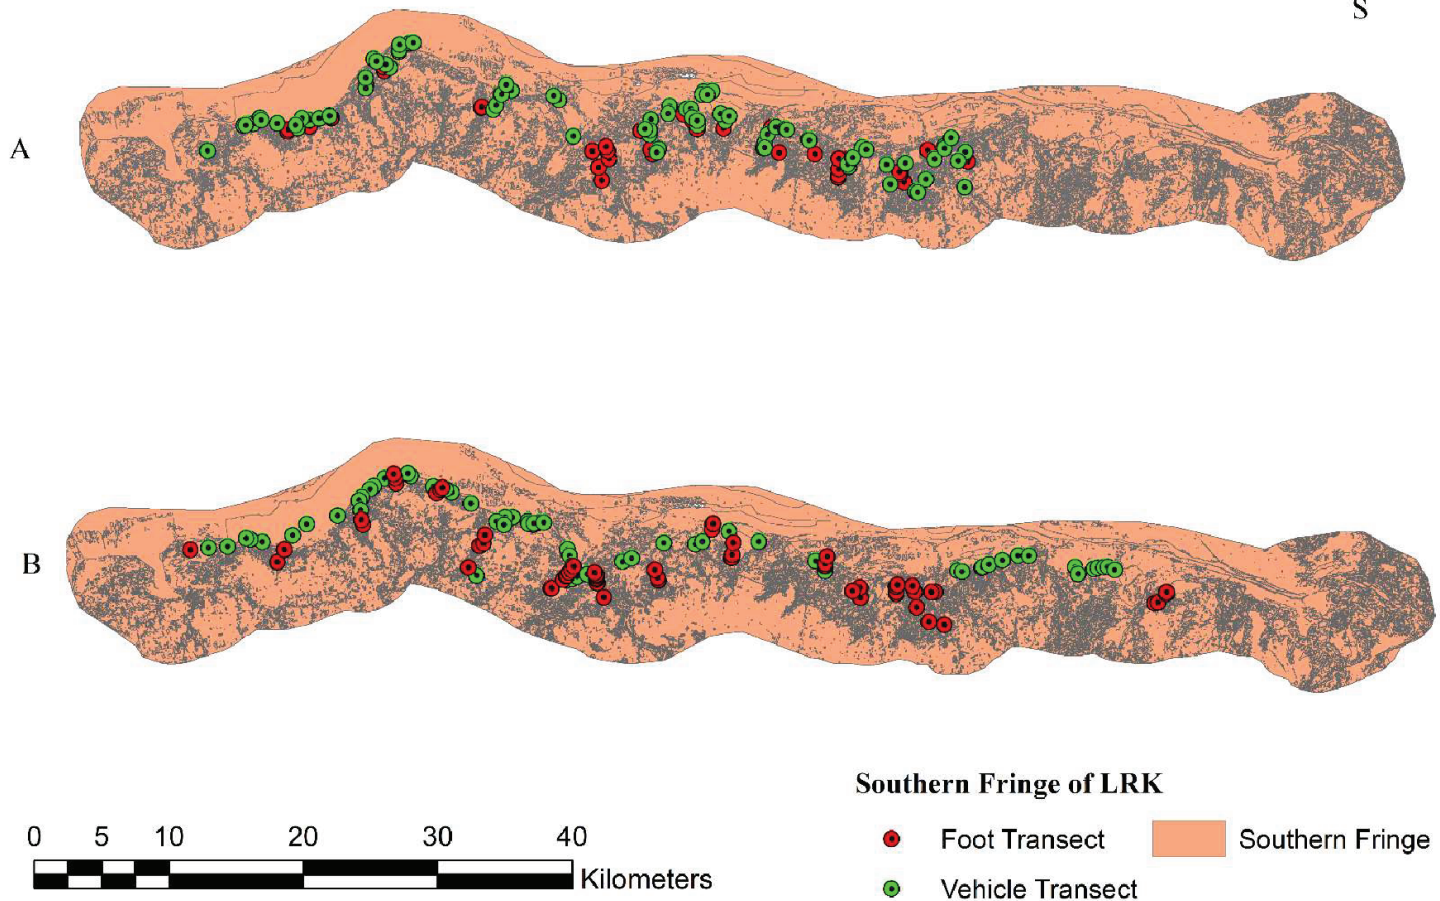 S
A
B
Southern Fringe of LRK
0 5 10 20 30 40
Kilometers
Foot Transect Southern Fringe
Vehicle Transect